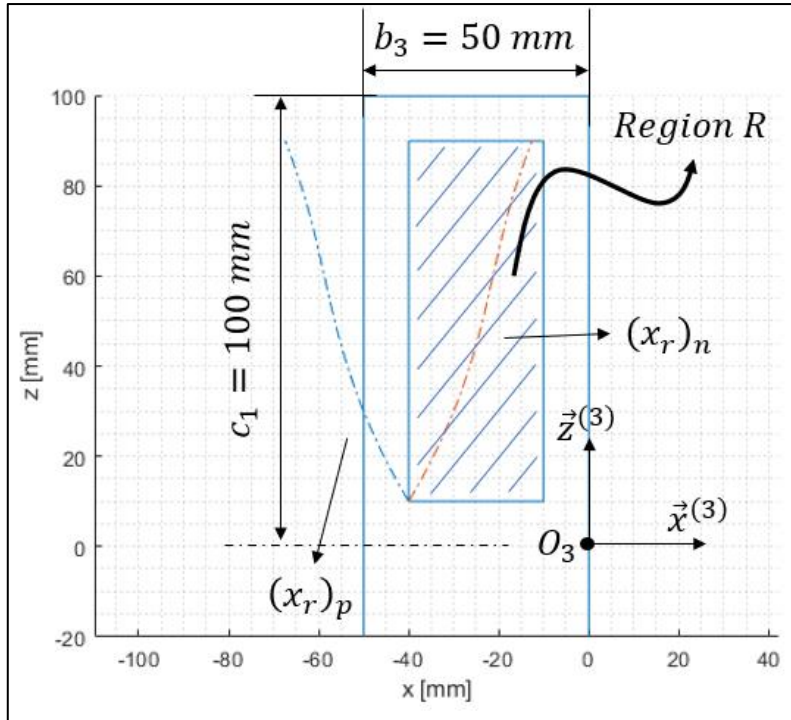 b₃ = 50 mm
Region R
c₁ = 100 mm
(xᵣ)ₙ
z⃗⁽³⁾
x⃗⁽³⁾
O₃
(xᵣ)ₚ
100
80
60
40
20
0
-20
z [mm]
-100 -80 -60 -40 -20 0 20 40
x [mm]